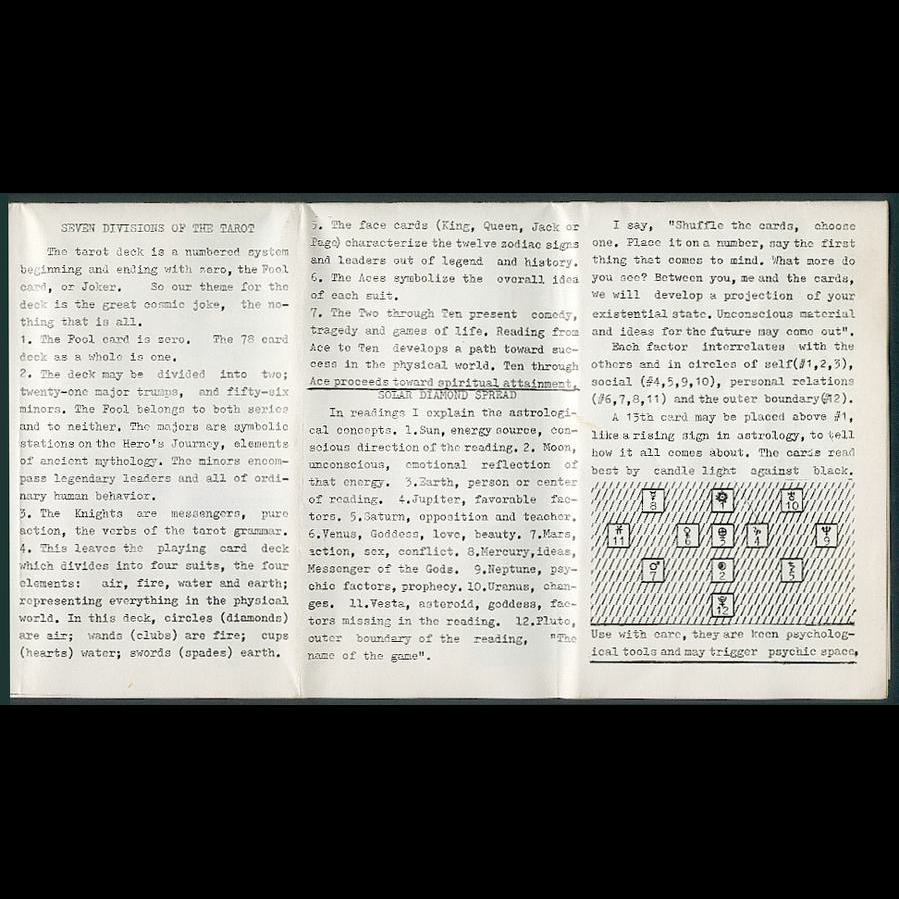 SEVEN DIVISIONS OF THE TAROT
The tarot deck is a numbered system
beginning and ending with zero, the Fool
card, or Joker. So our theme for the
deck is the great cosmic joke, the no-
thing that is all.
1. The Fool card is zero. The 78 card
deck as a whole is one.
2. The deck may be divided into two;
twenty-one major trumps, and fifty-six
minors. The Fool belongs to both series
and to neither. The majors are symbolic
stations on the Hero's Journey, elements
of ancient mythology. The minors encom-
pass legendary leaders and all of ordi-
nary human behavior.
3. The Knights are messengers, pure
action, the verbs of the tarot grammar.
4. This leaves the playing card deck
which divides into four suits, the four
elements: air, fire, water and earth;
representing everything in the physical
world. In this deck, circles (diamonds)
are air; wands (clubs) are fire; cups
(hearts) water; swords (spades) earth.
5. The face cards (King, Queen, Jack or
Page) characterize the twelve zodiac signs
and leaders out of legend and history.
6. The Aces symbolize the overall idea
of each suit.
7. The Two through Ten present comedy,
tragedy and games of life. Reading from
Ace to Ten develops a path toward suc-
cess in the physical world. Ten through
Ace proceeds toward spiritual attainment.
SOLAR DIAMOND SPREAD
In readings I explain the astrologi-
cal concepts. 1.Sun, energy source, con-
scious direction of the reading. 2. Moon,
unconscious, emotional reflection of
that energy. 3.Earth, person or center
of reading. 4.Jupiter, favorable fac-
tors. 5.Saturn, opposition and teacher.
6.Venus, Goddess, love, beauty. 7.Mars,
action, sex, conflict. 8.Mercury,ideas,
Messenger of the Gods. 9.Neptune, psy-
chic factors, prophecy. 10.Uranus, chan-
ges. 11.Vesta, asteroid, goddess, fac-
tors missing in the reading. 12.Pluto,
outer boundary of the reading, "The
name of the game".
I say, "Shuffle the cards, choose
one. Place it on a number, say the first
thing that comes to mind. What more do
you see? Between you, me and the cards,
we will develop a projection of your
existential state. Unconscious material
and ideas for the future may come out".
Each factor interrelates with the
others and in circles of self(#1,2,3),
social (#4,5,9,10), personal relations
(#6,7,8,11) and the outer boundary(#12).
A 13th card may be placed above #1,
like a rising sign in astrology, to tell
how it all comes about. The cards read
best by candle light against black.
8 1 10
11 6 3 4 9
7 2 5
12
Use with care, they are keen psycholog-
ical tools and may trigger psychic space.